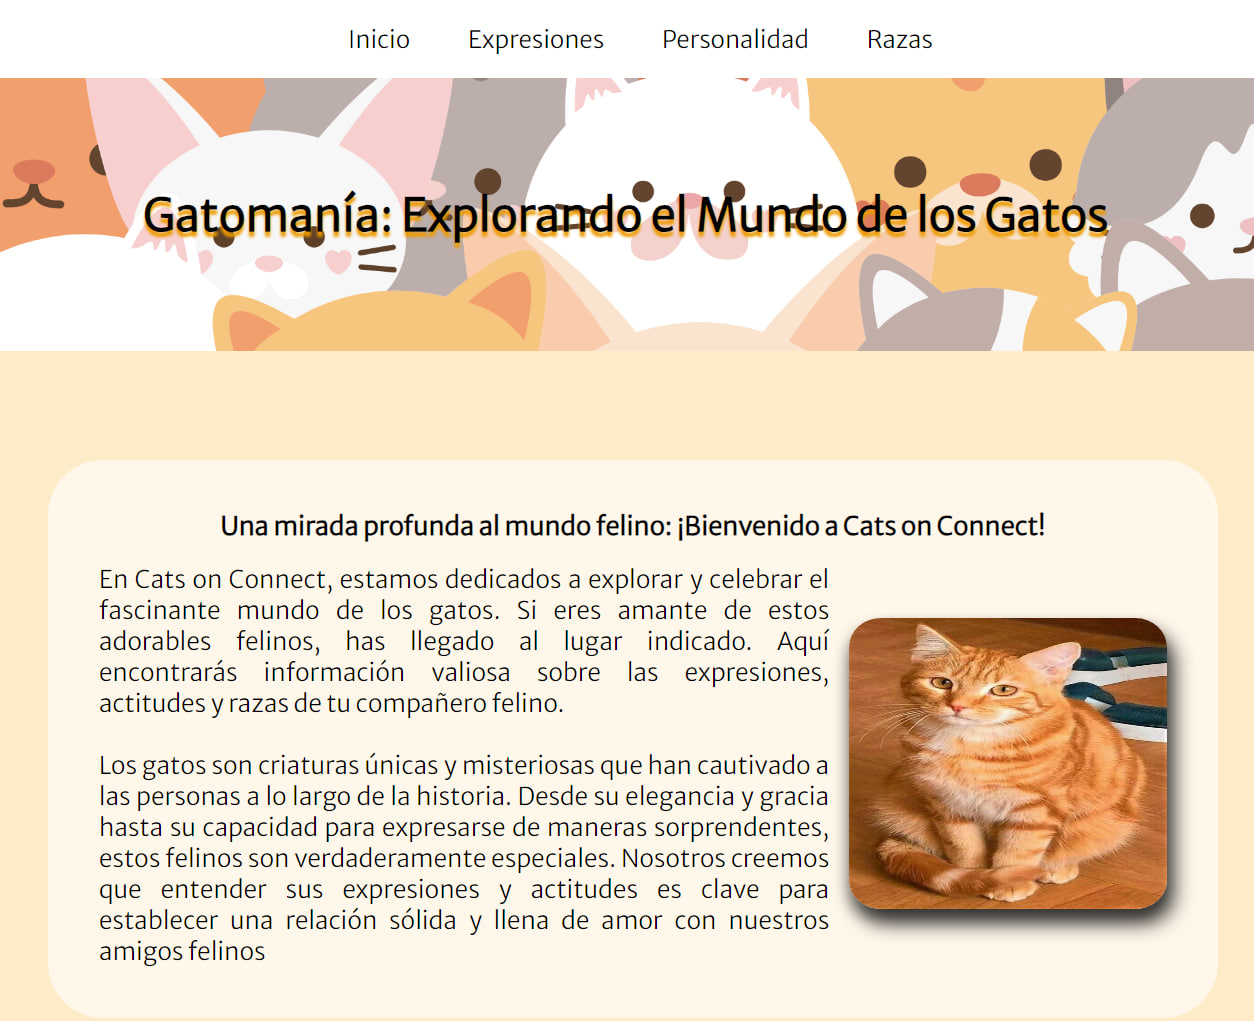 Inicio Expresiones Personalidad Razas
Gatomanía: Explorando el Mundo de los Gatos
Una mirada profunda al mundo felino: ¡Bienvenido a Cats on Connect!
En Cats on Connect, estamos dedicados a explorar y celebrar el
fascinante mundo de los gatos. Si eres amante de estos
adorables felinos, has llegado al lugar indicado. Aquí
encontrarás información valiosa sobre las expresiones,
actitudes y razas de tu compañero felino.
Los gatos son criaturas únicas y misteriosas que han cautivado a
las personas a lo largo de la historia. Desde su elegancia y gracia
hasta su capacidad para expresarse de maneras sorprendentes,
estos felinos son verdaderamente especiales. Nosotros creemos
que entender sus expresiones y actitudes es clave para
establecer una relación sólida y llena de amor con nuestros
amigos felinos